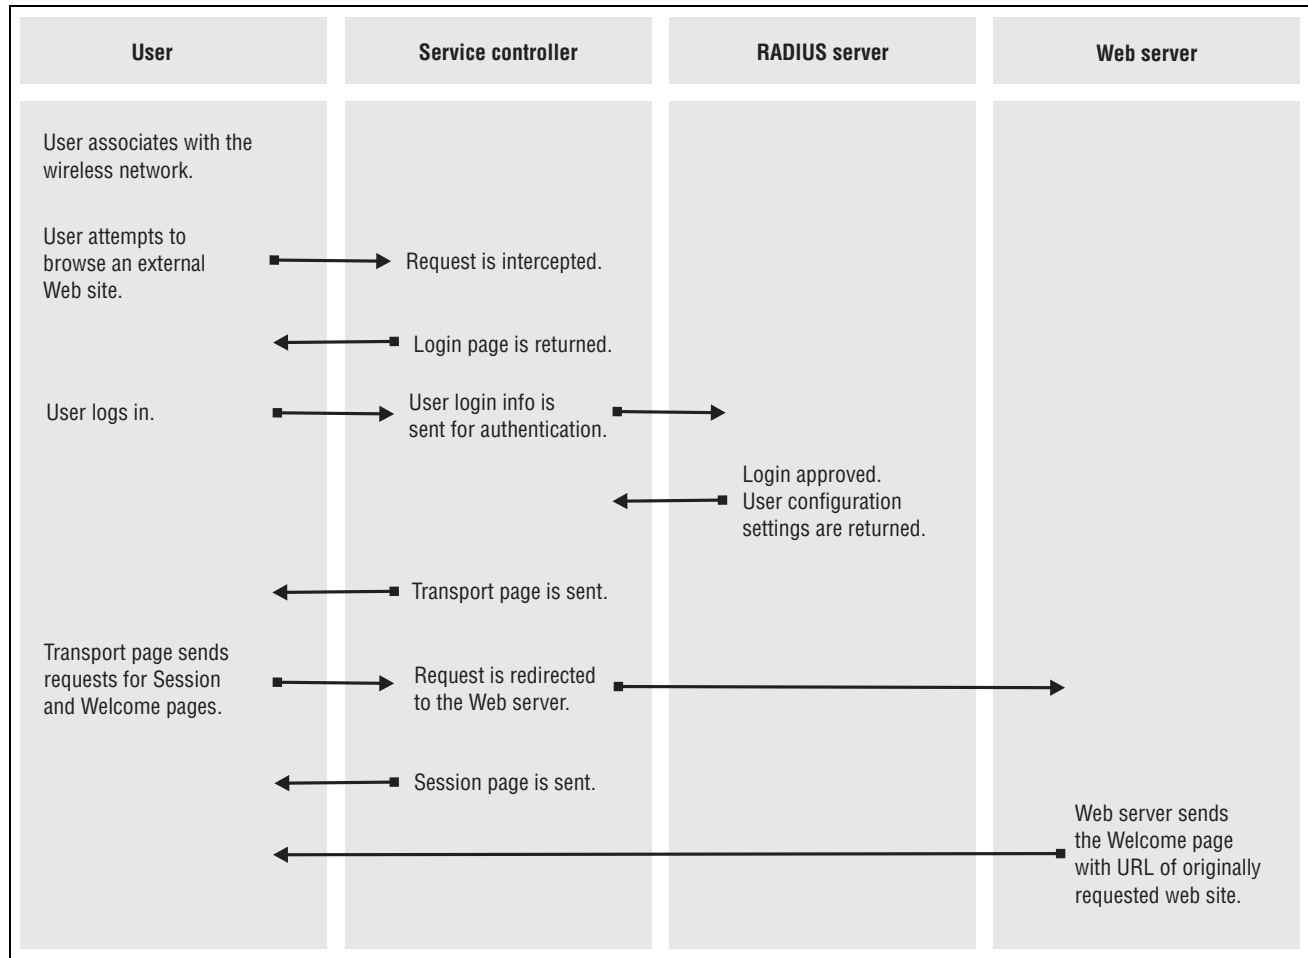 User
Service controller
RADIUS server
Web server
User associates with the
wireless network.
User attempts to
browse an external
Web site.
Request is intercepted.
Login page is returned.
User logs in.
User login info is
sent for authentication.
Login approved.
User configuration
settings are returned.
Transport page is sent.
Transport page sends
requests for Session
and Welcome pages.
Request is redirected
to the Web server.
Session page is sent.
Web server sends
the Welcome page
with URL of originally
requested web site.